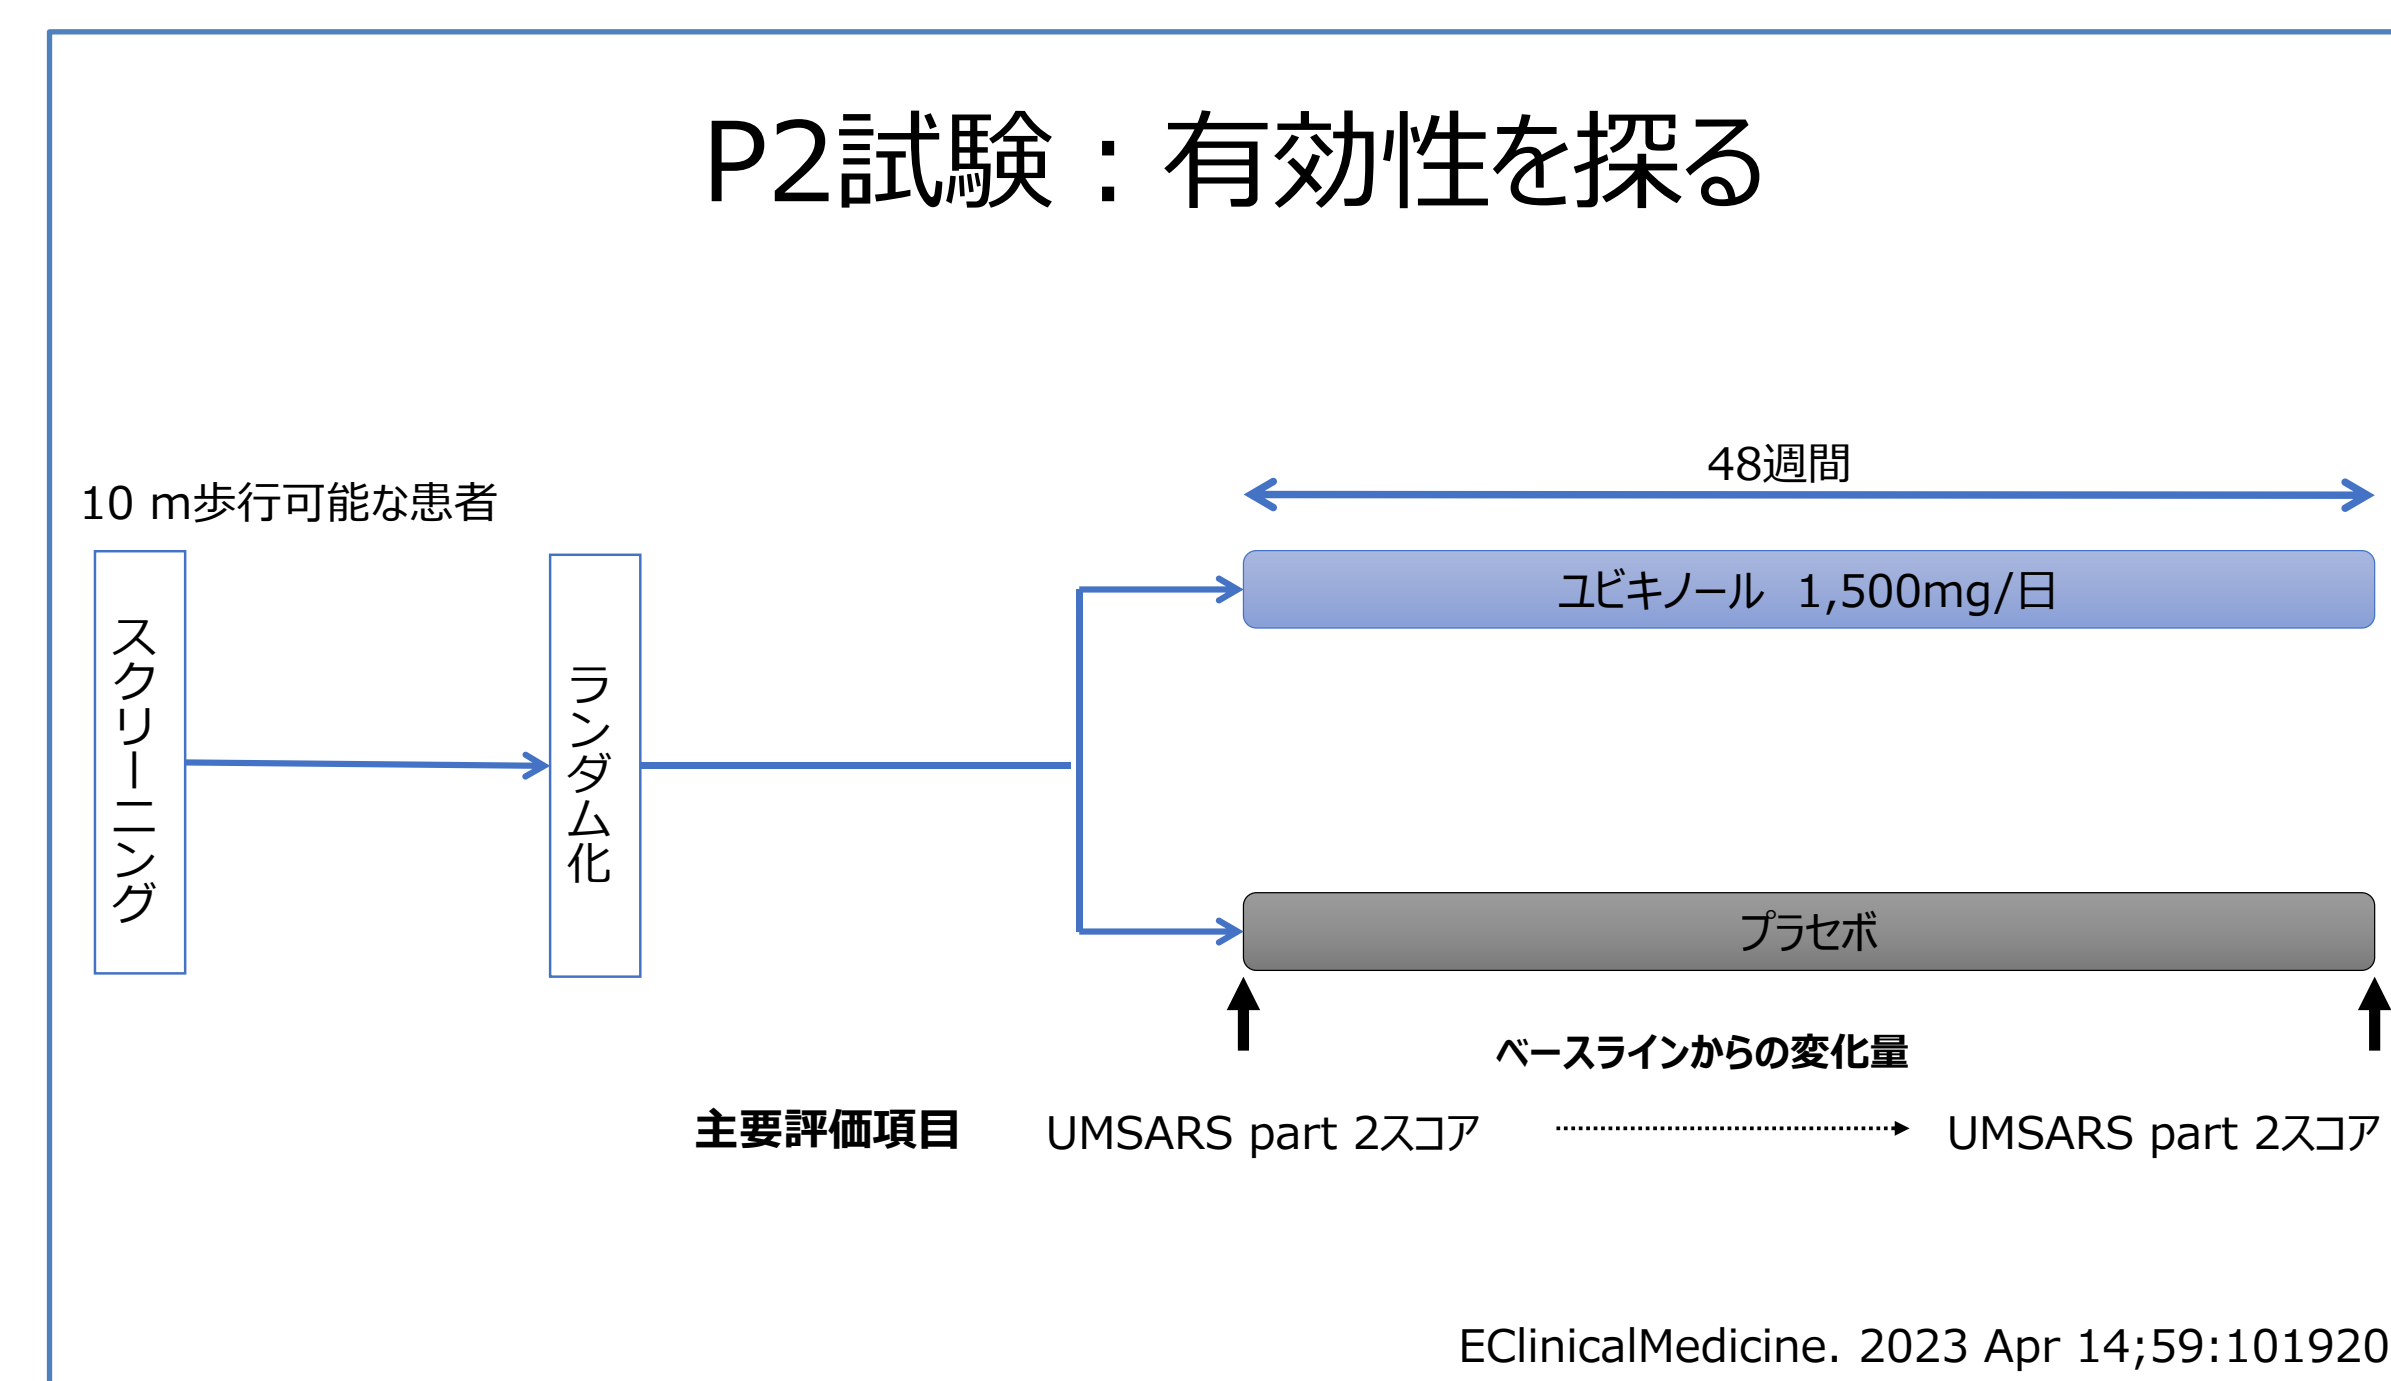 P2試験：有効性を探る
48週間
10 m歩行可能な患者
スクリーニング
ランダム化
ユビキノール 1,500mg/日
プラセボ
ベースラインからの変化量
主要評価項目 UMSARS part 2スコア UMSARS part 2スコア
EClinicalMedicine. 2023 Apr 14;59:101920